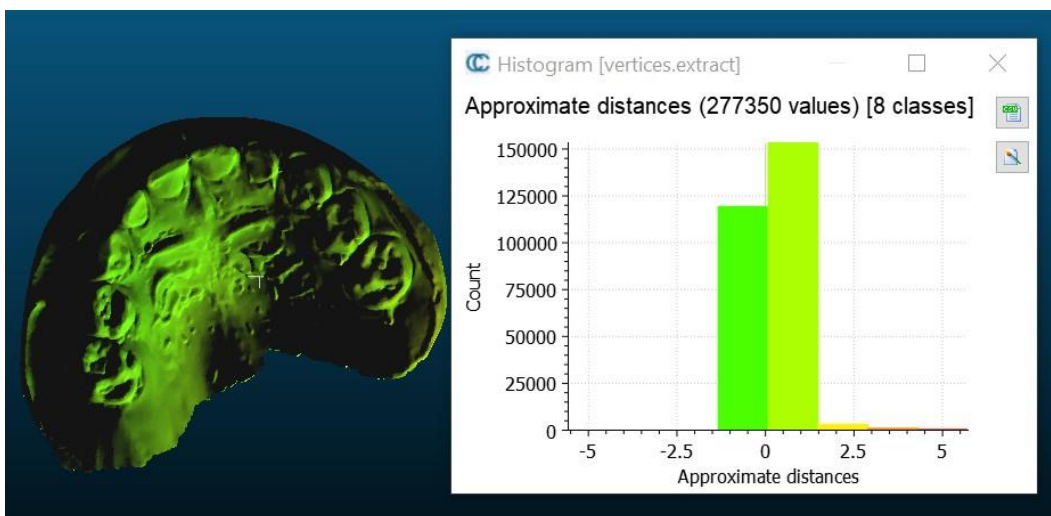 Histogram [vertices.extract]
Approximate distances (277350 values) [8 classes]
150000
125000
100000
75000
50000
25000
0
Count
-5 -2.5 0 2.5 5
Approximate distances